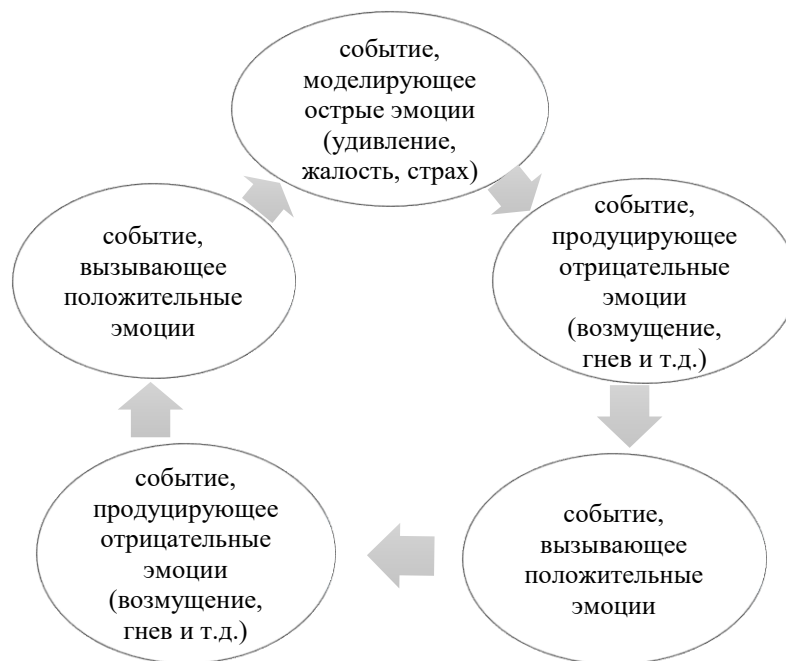 событие,
моделирующее
острые эмоции
(удивление,
жалость, страх)
событие,
продуцирующее
отрицательные
эмоции
(возмущение,
гнев и т.д.)
событие,
вызывающее
положительные
эмоции
событие,
продуцирующее
отрицательные
эмоции
(возмущение,
гнев и т.д.)
событие,
вызывающее
положительные
эмоции